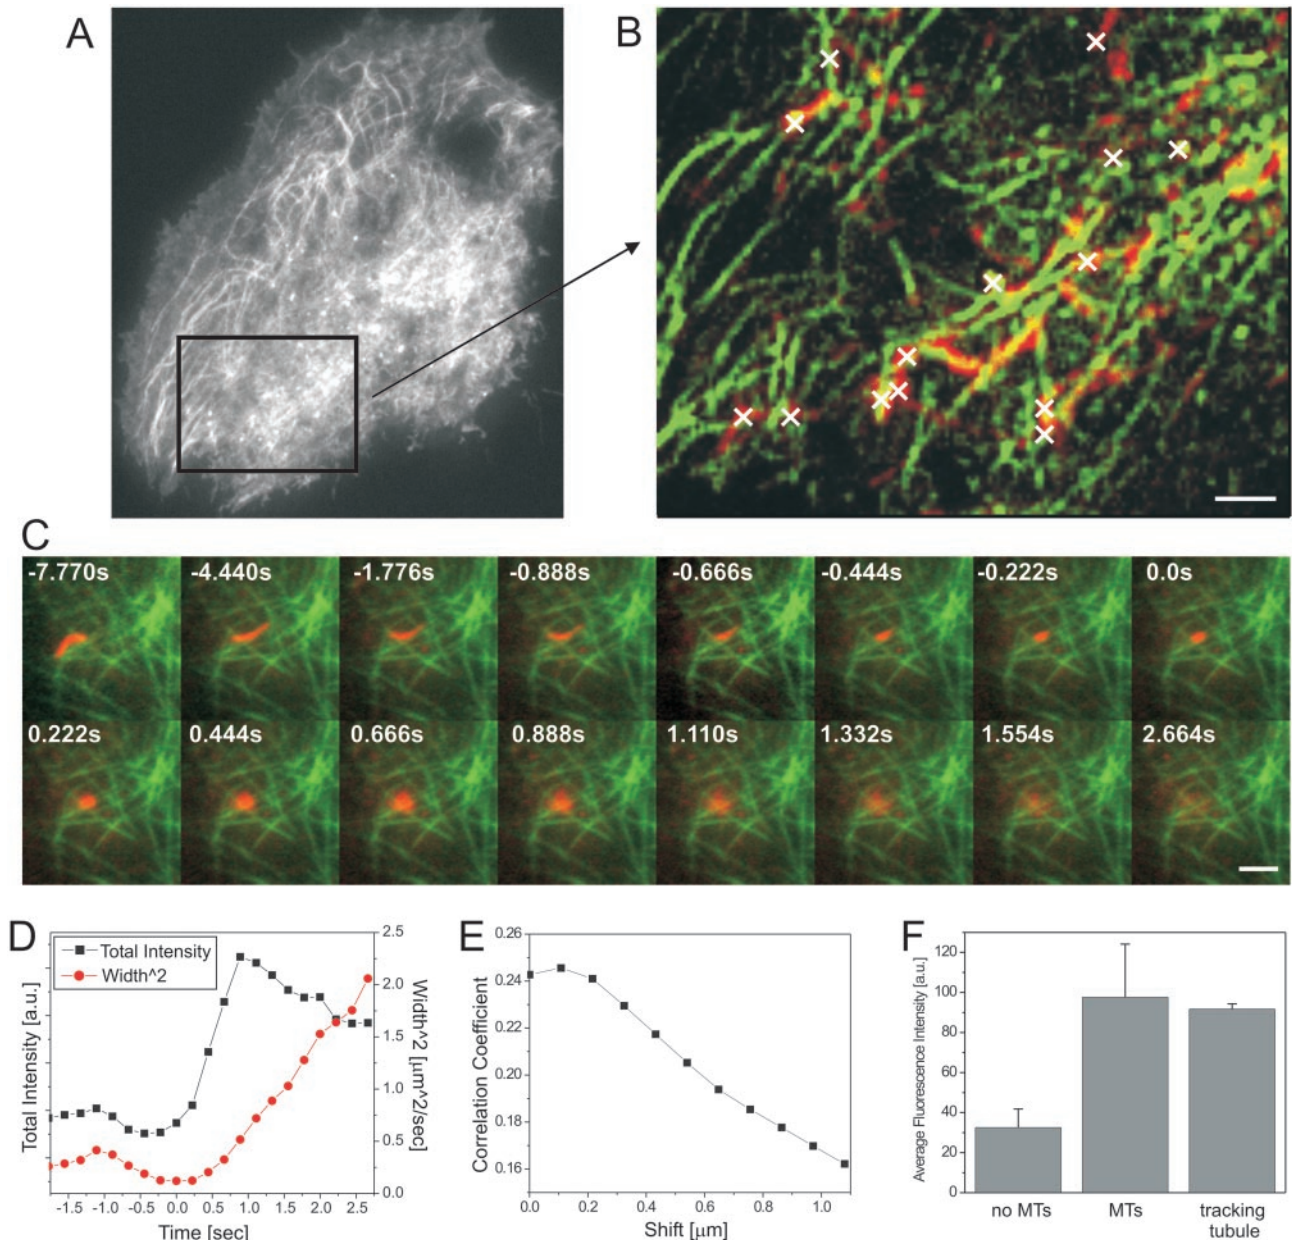 A
B
C
-7.770s
-4.440s
-1.776s
-0.888s
-0.666s
-0.444s
-0.222s
0.0s
0.222s
0.444s
0.666s
0.888s
1.110s
1.332s
1.554s
2.664s
D
Total Intensity [a.u.]
Total Intensity
Width^2
2.5
2.0
1.5
1.0
0.5
0.0
Width^2 [μm^2/sec]
-1.5 -1.0 -0.5 0.0 0.5 1.0 1.5 2.0 2.5
Time [sec]
E
Correlation Coefficient
0.26
0.24
0.22
0.20
0.18
0.16
0.0 0.2 0.4 0.6 0.8 1.0
Shift [μm]
F
Average Fluorescence Intensity [a.u.]
120
100
80
60
40
20
0
no MTs
MTs
tracking
tubule